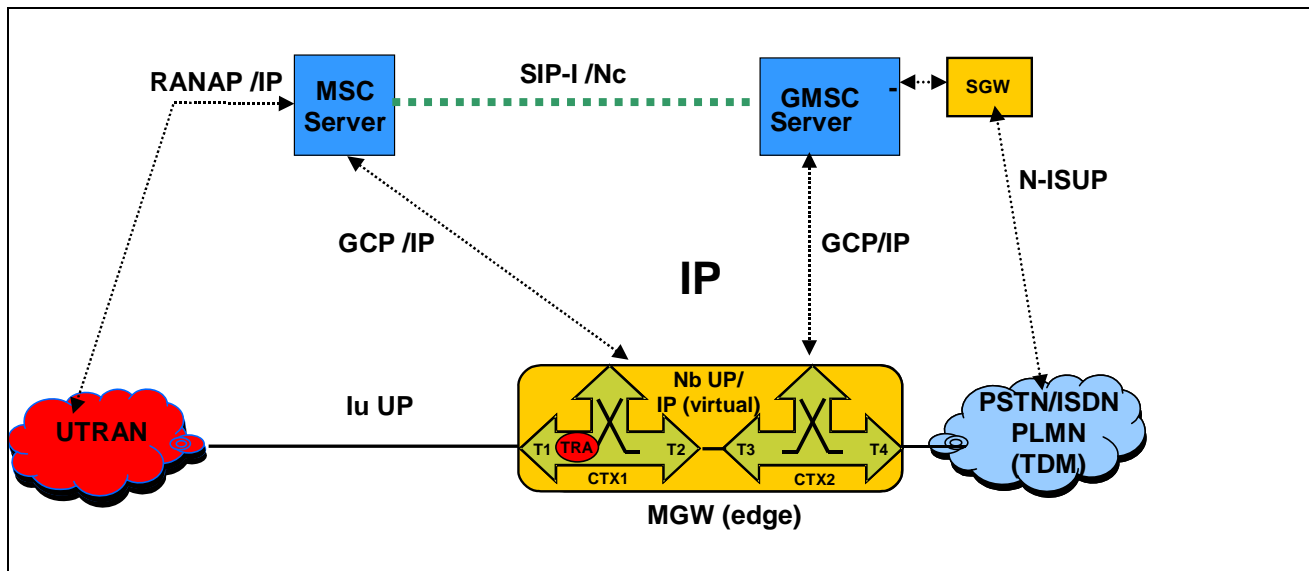 RANAP /IP
MSC
Server
SIP-I /Nc
GMSC
Server
-
SGW
N-ISUP
GCP /IP
GCP/IP
IP
Iu UP
UTRAN
Nb UP/
IP (virtual)
T1
TRA
T2
T3
T4
CTX1
CTX2
MGW (edge)
PSTN/ISDN
PLMN
(TDM)